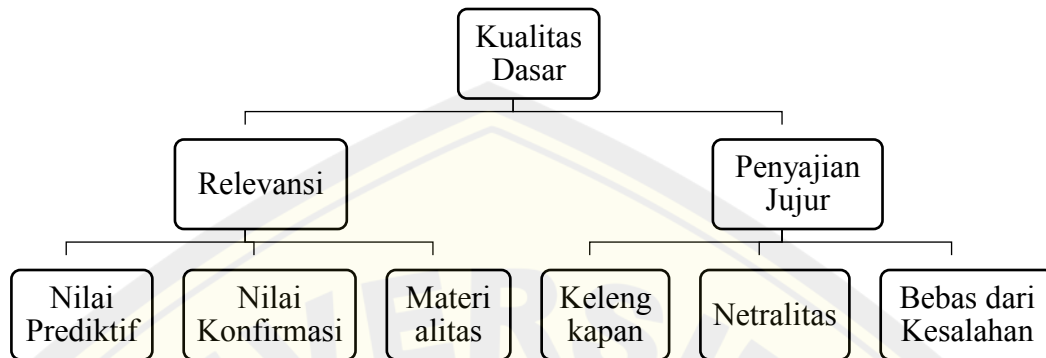 Kualitas
Dasar
Relevansi
Penyajian
Jujur
Nilai
Prediktif
Nilai
Konfirmasi
Materi
alitas
Keleng
kapan
Netralitas
Bebas dari
Kesalahan